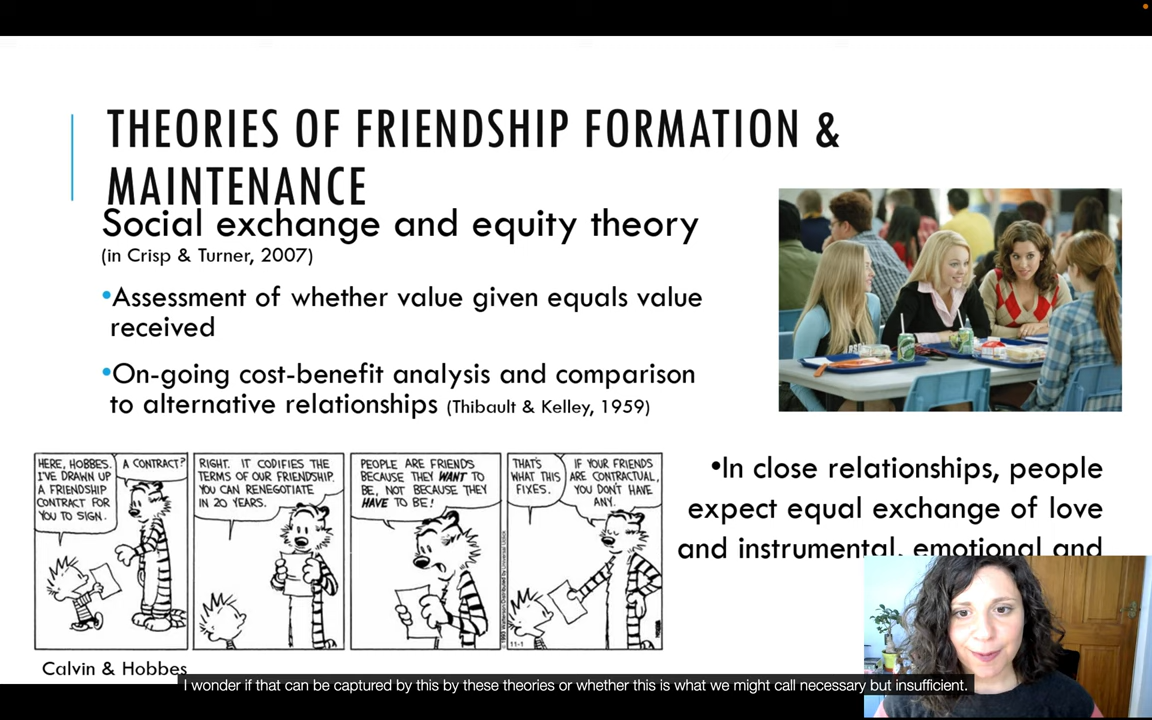 THEORIES OF FRIENDSHIP FORMATION &
MAINTENANCE
Social exchange and equity theory
(in Crisp & Turner, 2007)
•Assessment of whether value given equals value
received
•On-going cost-benefit analysis and comparison
to alternative relationships (Thibault & Kelley, 1959)
HERE, HOBBES.
I'VE DRAWN UP
A FRIENDSHIP
CONTRACT FOR
YOU TO SIGN.
A CONTRACT?
RIGHT. IT CODIFIES THE
TERMS OF OUR FRIENDSHIP.
YOU CAN RENEGOTIATE
IN 20 YEARS.
PEOPLE ARE FRIENDS
BECAUSE THEY WANT TO
BE, NOT BECAUSE THEY
HAVE TO BE!
THAT'S
WHAT THIS
FIXES.
IF YOUR FRIENDS
ARE CONTRACTUAL,
YOU DON'T HAVE
ANY.
11-1
•In close relationships, people
expect equal exchange of love
and instrumental, emotional and
Calvin & Hobbes
I wonder if that can be captured by this by these theories or whether this is what we might call necessary but insufficient.